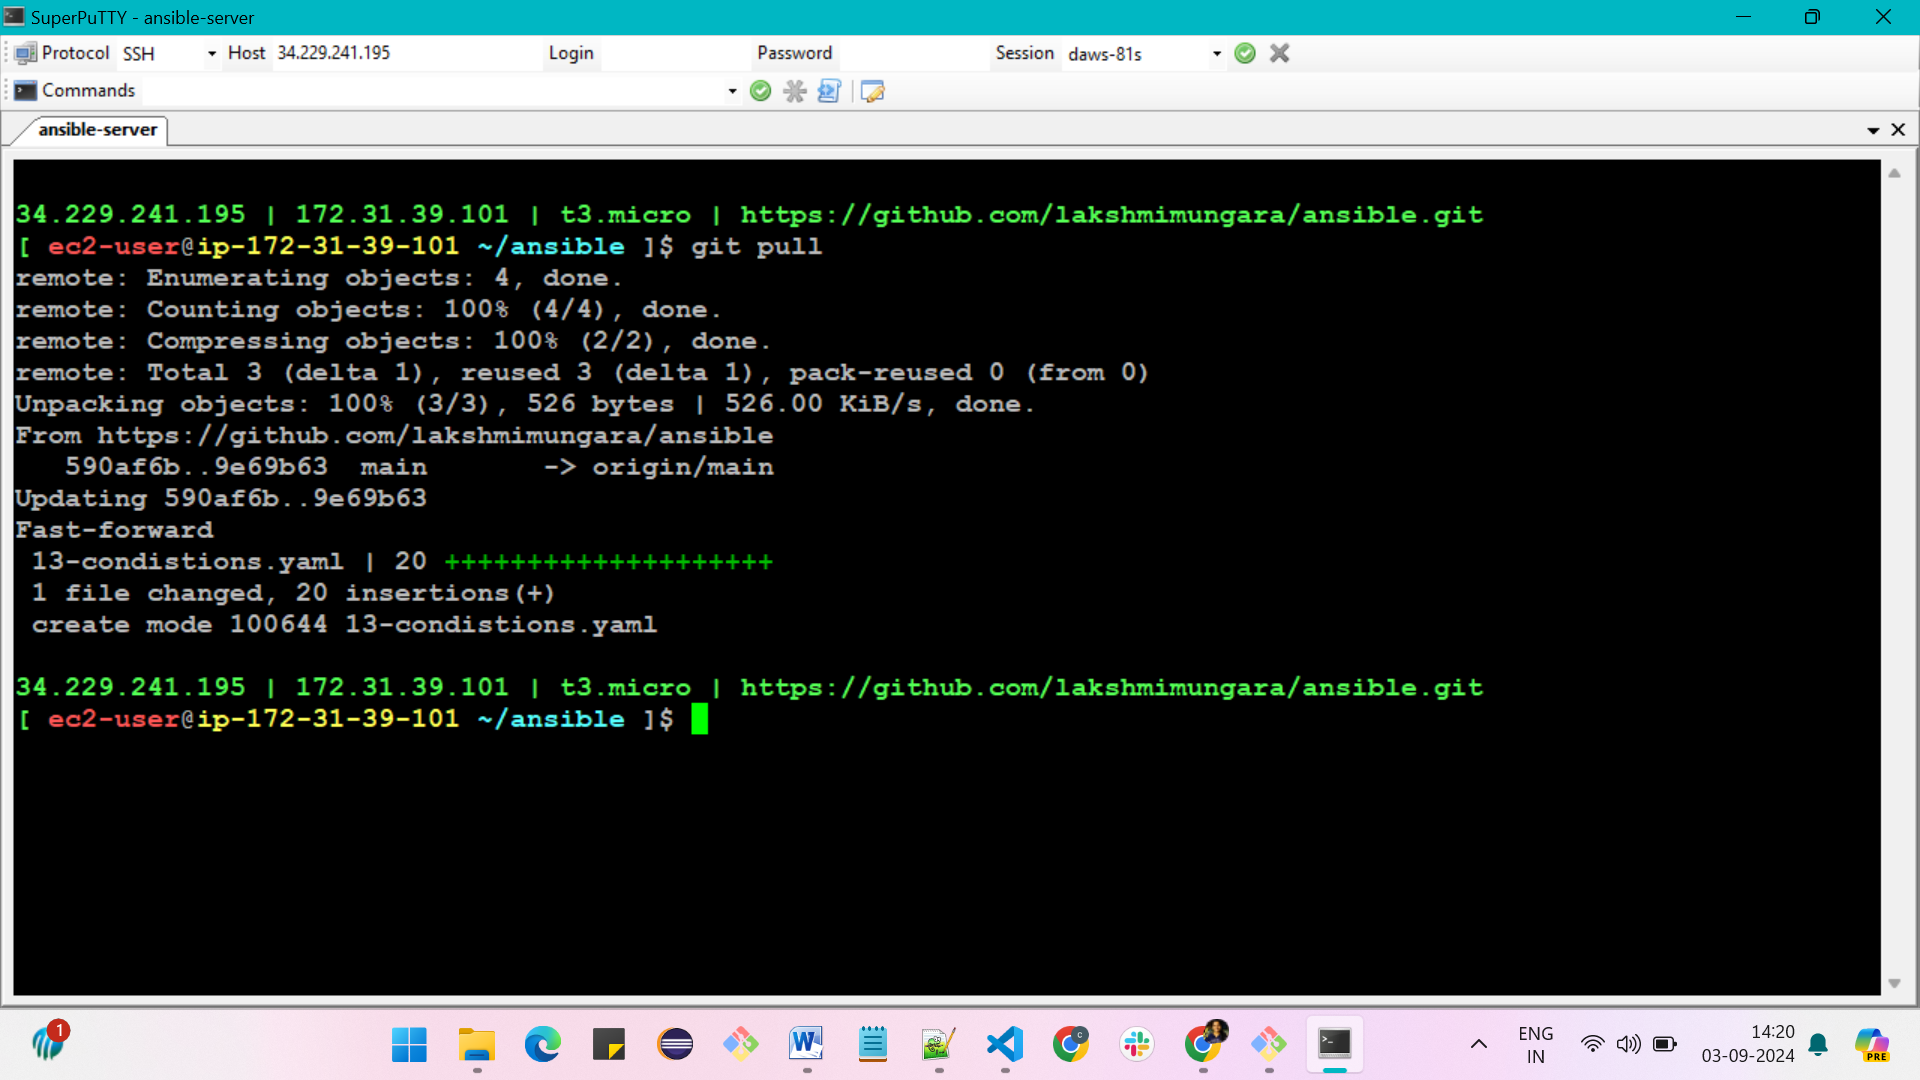 SuperPuTTY - ansible-server
Protocol SSH Host 34.229.241.195 Login Password Session daws-81s
Commands
ansible-server
34.229.241.195 | 172.31.39.101 | t3.micro | https://github.com/lakshmimungara/ansible.git
[ ec2-user@ip-172-31-39-101 ~/ansible ]$ git pull
remote: Enumerating objects: 4, done.
remote: Counting objects: 100% (4/4), done.
remote: Compressing objects: 100% (2/2), done.
remote: Total 3 (delta 1), reused 3 (delta 1), pack-reused 0 (from 0)
Unpacking objects: 100% (3/3), 526 bytes | 526.00 KiB/s, done.
From https://github.com/lakshmimungara/ansible
   590af6b..9e69b63  main       -> origin/main
Updating 590af6b..9e69b63
Fast-forward
 13-condistions.yaml | 20 ++++++++++++++++++++
 1 file changed, 20 insertions(+)
 create mode 100644 13-condistions.yaml
34.229.241.195 | 172.31.39.101 | t3.micro | https://github.com/lakshmimungara/ansible.git
[ ec2-user@ip-172-31-39-101 ~/ansible ]$
1
ENG
IN
14:20
03-09-2024
PRE